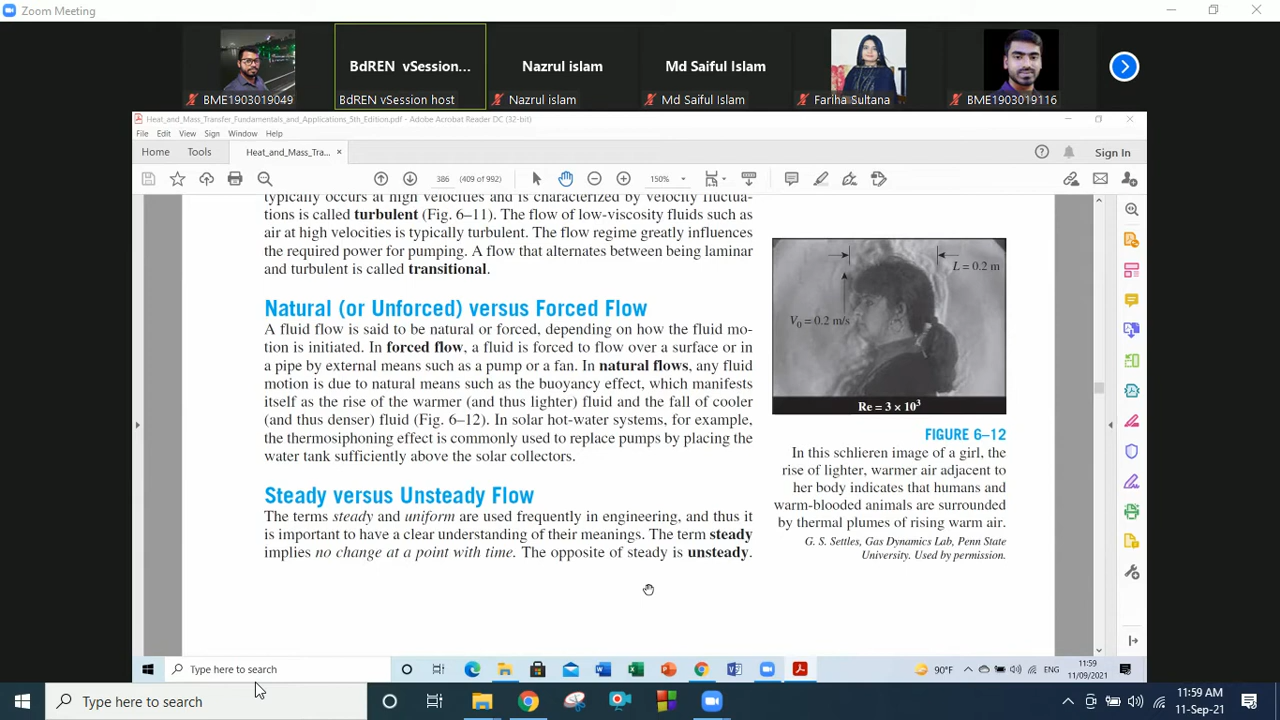 Zoom Meeting
BdREN vSession...
Nazrul islam
Md Saiful Islam
BME1903019049
BdREN vSession host
Nazrul islam
Md Saiful Islam
Fariha Sultana
BME1903019116
Heat_and_Mass_Transfer_Fundamentals_and_Applications_5th_Edition.pdf - Adobe Acrobat Reader DC (32-bit)
File Edit View Sign Window Help
Home Tools Heat_and_Mass_Tra... × Sign In
386 (409 of 992) 150%
typically occurs at high velocities and is characterized by velocity fluctua-
tions is called turbulent (Fig. 6–11). The flow of low-viscosity fluids such as
air at high velocities is typically turbulent. The flow regime greatly influences
the required power for pumping. A flow that alternates between being laminar
and turbulent is called transitional.
Natural (or Unforced) versus Forced Flow
A fluid flow is said to be natural or forced, depending on how the fluid mo-
tion is initiated. In forced flow, a fluid is forced to flow over a surface or in
a pipe by external means such as a pump or a fan. In natural flows, any fluid
motion is due to natural means such as the buoyancy effect, which manifests
itself as the rise of the warmer (and thus lighter) fluid and the fall of cooler
(and thus denser) fluid (Fig. 6–12). In solar hot-water systems, for example,
the thermosiphoning effect is commonly used to replace pumps by placing the
water tank sufficiently above the solar collectors.
Steady versus Unsteady Flow
The terms steady and uniform are used frequently in engineering, and thus it
is important to have a clear understanding of their meanings. The term steady
implies no change at a point with time. The opposite of steady is unsteady.
L = 0.2 m
V₀ = 0.2 m/s
Re = 3 × 10³
FIGURE 6–12
In this schlieren image of a girl, the
rise of lighter, warmer air adjacent to
her body indicates that humans and
warm-blooded animals are surrounded
by thermal plumes of rising warm air.
G. S. Settles, Gas Dynamics Lab, Penn State
University. Used by permission.
Type here to search
90°F
ENG
11:59
11/09/2021
Type here to search
11:59 AM
11-Sep-21